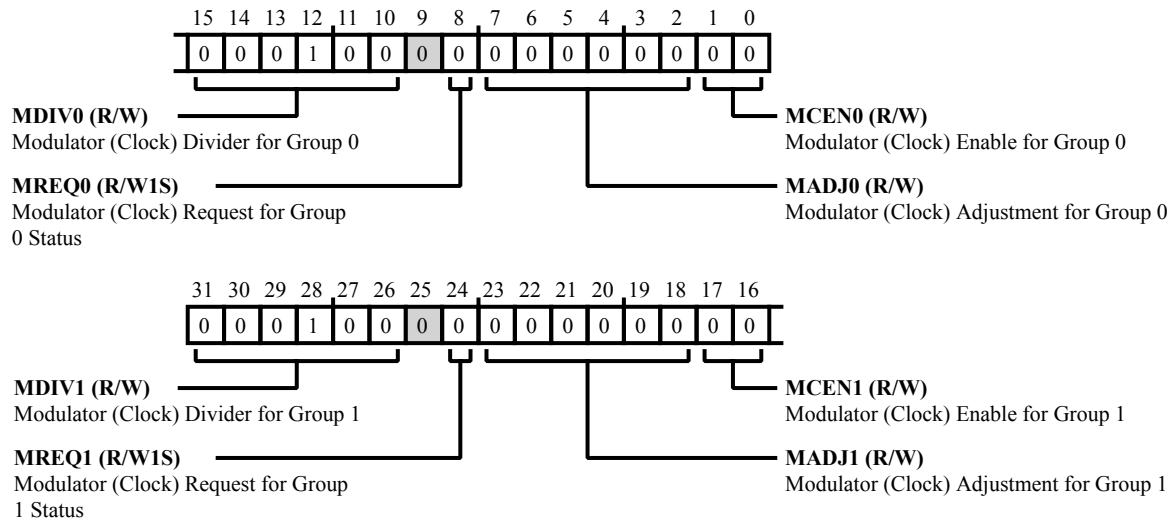 15 14 13 12 11 10 9 8 7 6 5 4 3 2 1 0
0 0 0 1 0 0 0 0 0 0 0 0 0 0 0 0
MDIV0 (R/W)
Modulator (Clock) Divider for Group 0
MCEN0 (R/W)
Modulator (Clock) Enable for Group 0
MREQ0 (R/W1S)
Modulator (Clock) Request for Group
0 Status
MADJ0 (R/W)
Modulator (Clock) Adjustment for Group 0
31 30 29 28 27 26 25 24 23 22 21 20 19 18 17 16
0 0 0 1 0 0 0 0 0 0 0 0 0 0 0 0
MDIV1 (R/W)
Modulator (Clock) Divider for Group 1
MCEN1 (R/W)
Modulator (Clock) Enable for Group 1
MREQ1 (R/W1S)
Modulator (Clock) Request for Group
1 Status
MADJ1 (R/W)
Modulator (Clock) Adjustment for Group 1